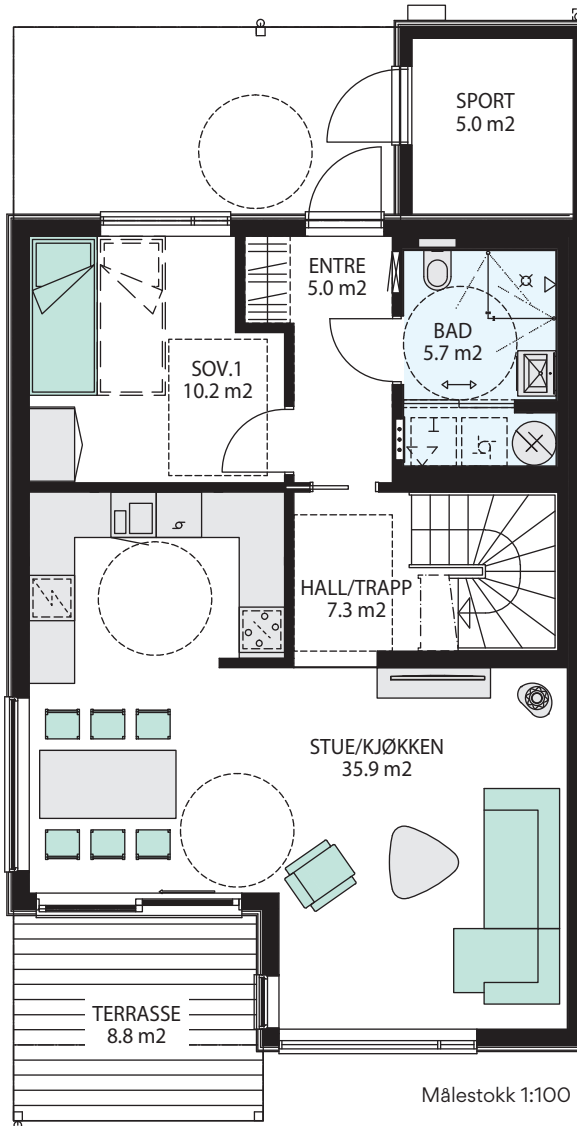 SPORT
5.0 m2
ENTRE
5.0 m2
BAD
5.7 m2
SOV.1
10.2 m2
HALL/TRAPP
7.3 m2
STUE/KJØKKEN
35.9 m2
TERRASSE
8.8 m2
Målestokk 1:100